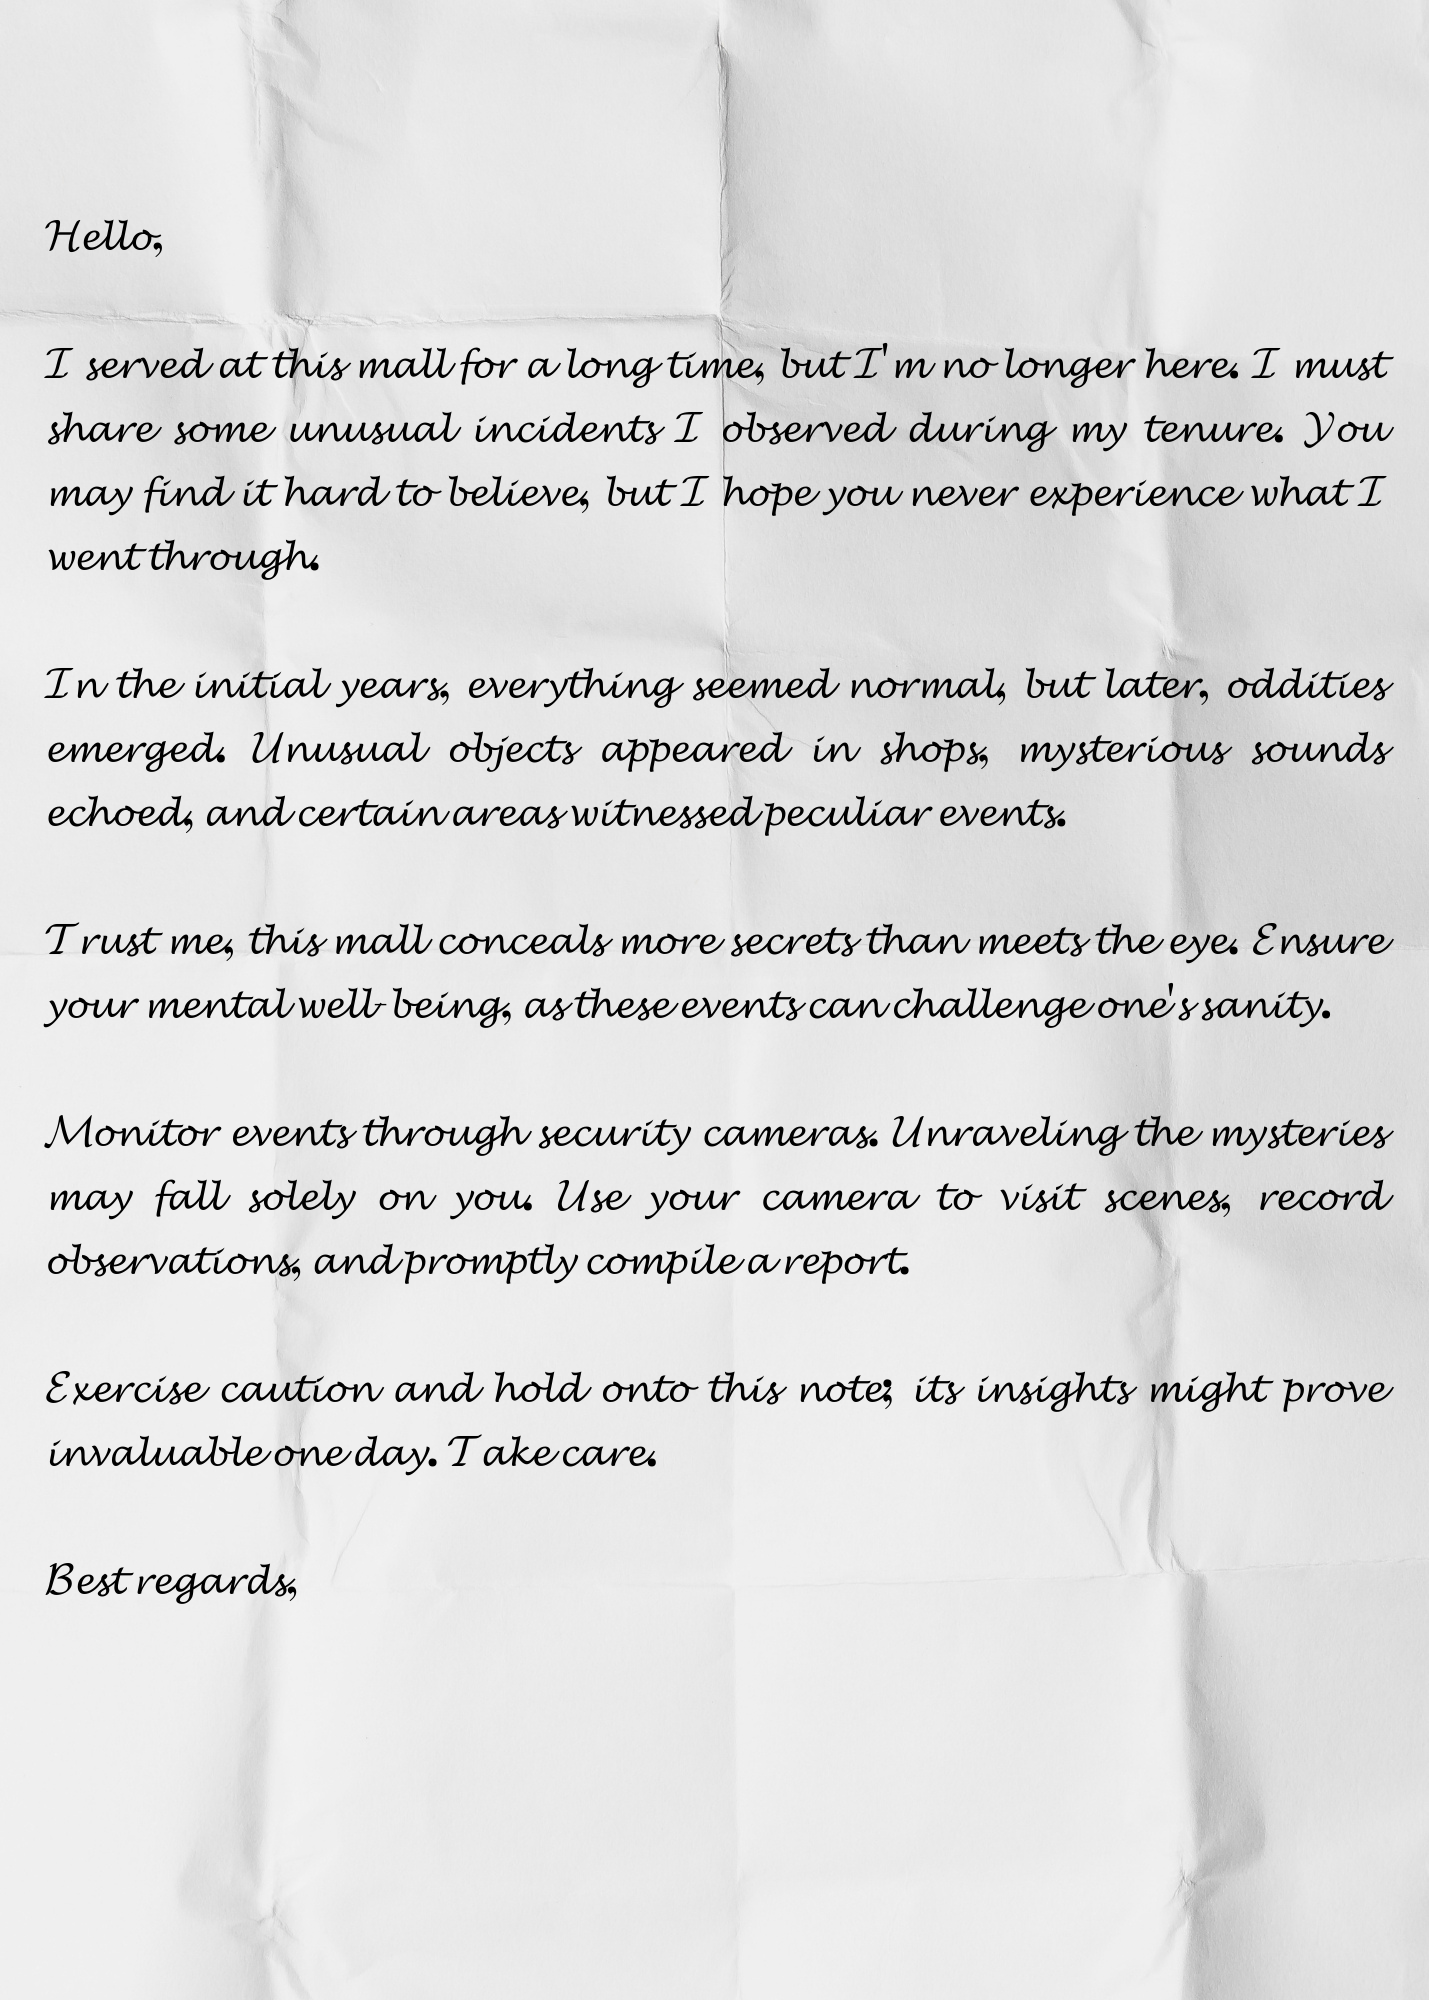 Hello,
I served at this mall for a long time, but I'm no longer here. I must
share some unusual incidents I observed during my tenure. You
may find it hard to believe, but I hope you never experience what I
went through.
In the initial years, everything seemed normal, but later, oddities
emerged. Unusual objects appeared in shops, mysterious sounds
echoed, and certain areas witnessed peculiar events.
Trust me, this mall conceals more secrets than meets the eye. Ensure
your mental well-being, as these events can challenge one's sanity.
Monitor events through security cameras. Unraveling the mysteries
may fall solely on you. Use your camera to visit scenes, record
observations, and promptly compile a report.
Exercise caution and hold onto this note; its insights might prove
invaluable one day. Take care.
Best regards,